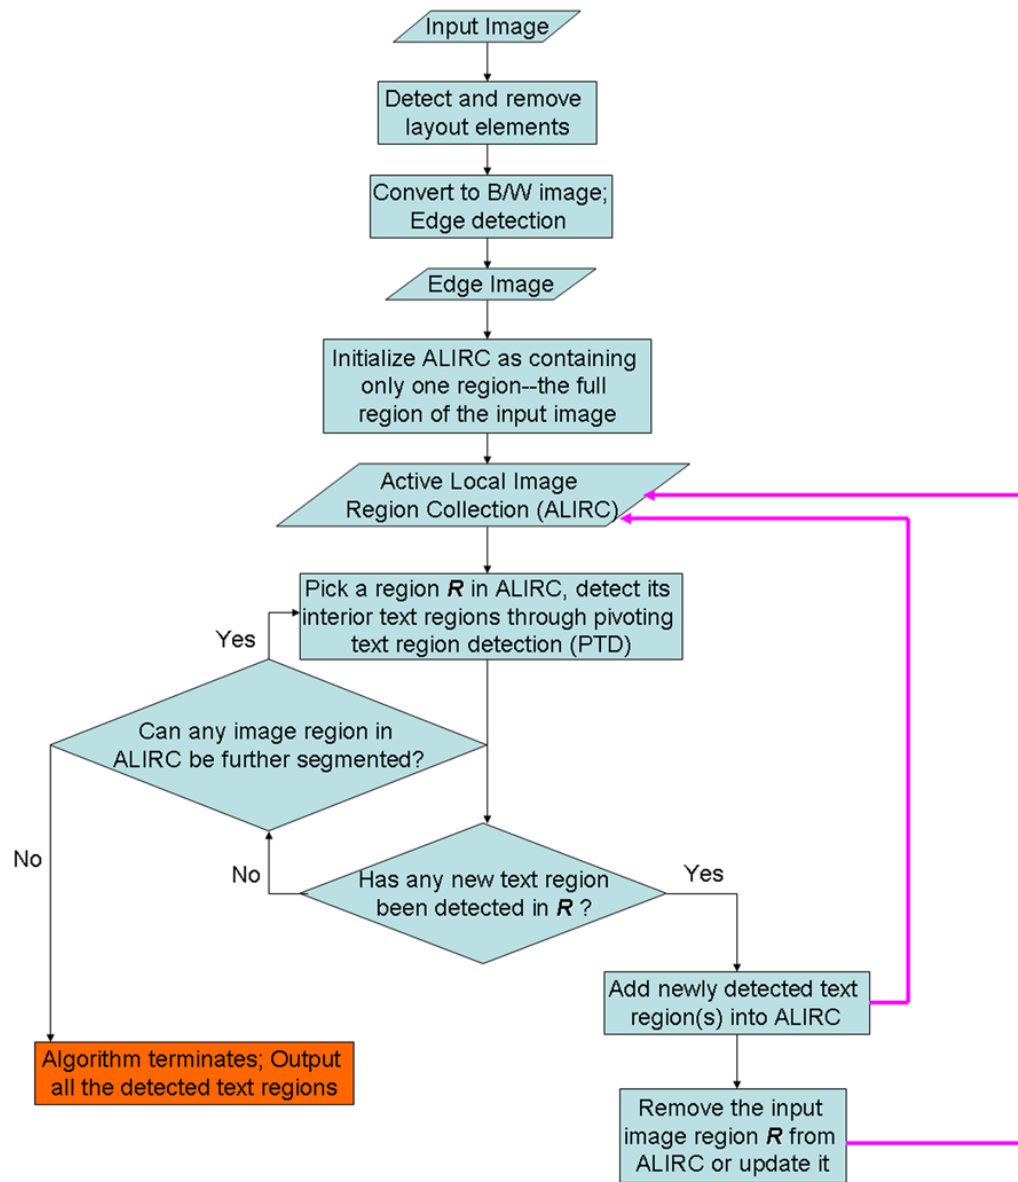 Input Image
Detect and remove
layout elements
Convert to B/W image;
Edge detection
Edge Image
Initialize ALIRC as containing
only one region--the full
region of the input image
Active Local Image
Region Collection (ALIRC)
Pick a region R in ALIRC, detect its
interior text regions through pivoting
text region detection (PTD)
Yes
Can any image region in
ALIRC be further segmented?
No
No
Has any new text region
been detected in R ?
Yes
Add newly detected text
region(s) into ALIRC
Algorithm terminates; Output
all the detected text regions
Remove the input
image region R from
ALIRC or update it